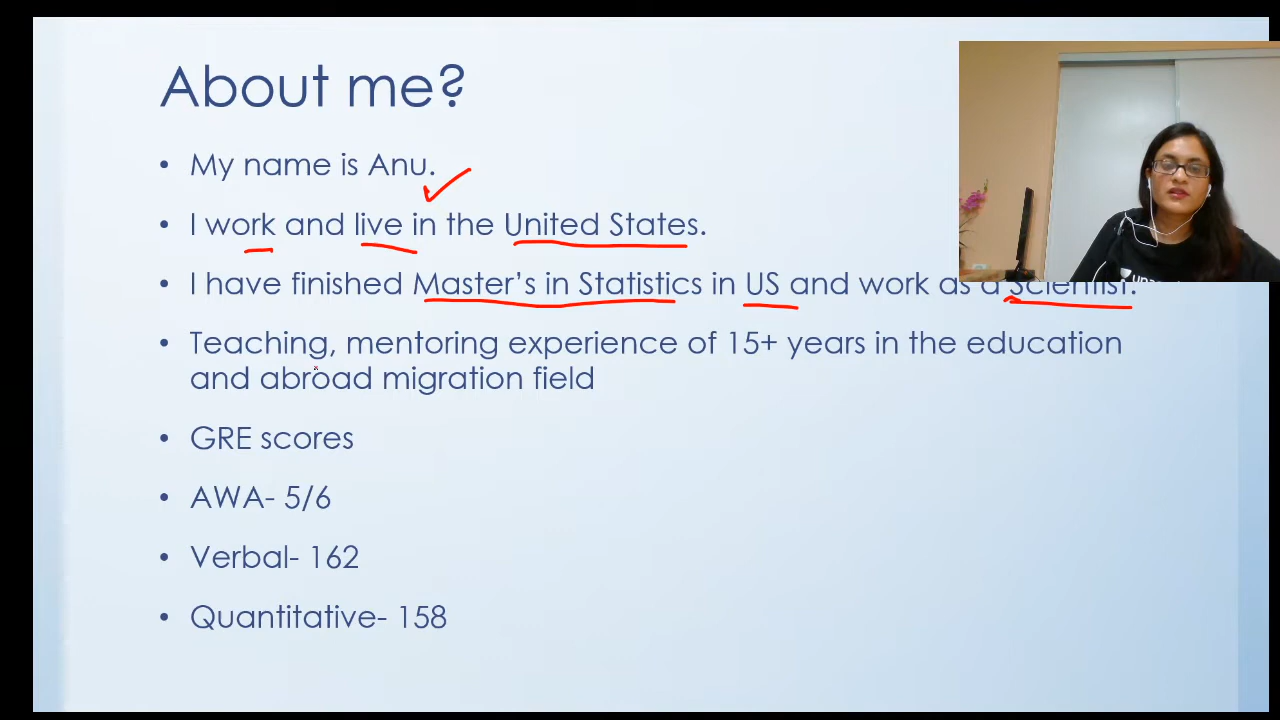 About me?
• My name is Anu.
• I work and live in the United States.
• I have finished Master's in Statistics in US and work as a Scientist.
• Teaching, mentoring experience of 15+ years in the education
and abroad migration field
• GRE scores
• AWA- 5/6
• Verbal- 162
• Quantitative- 158